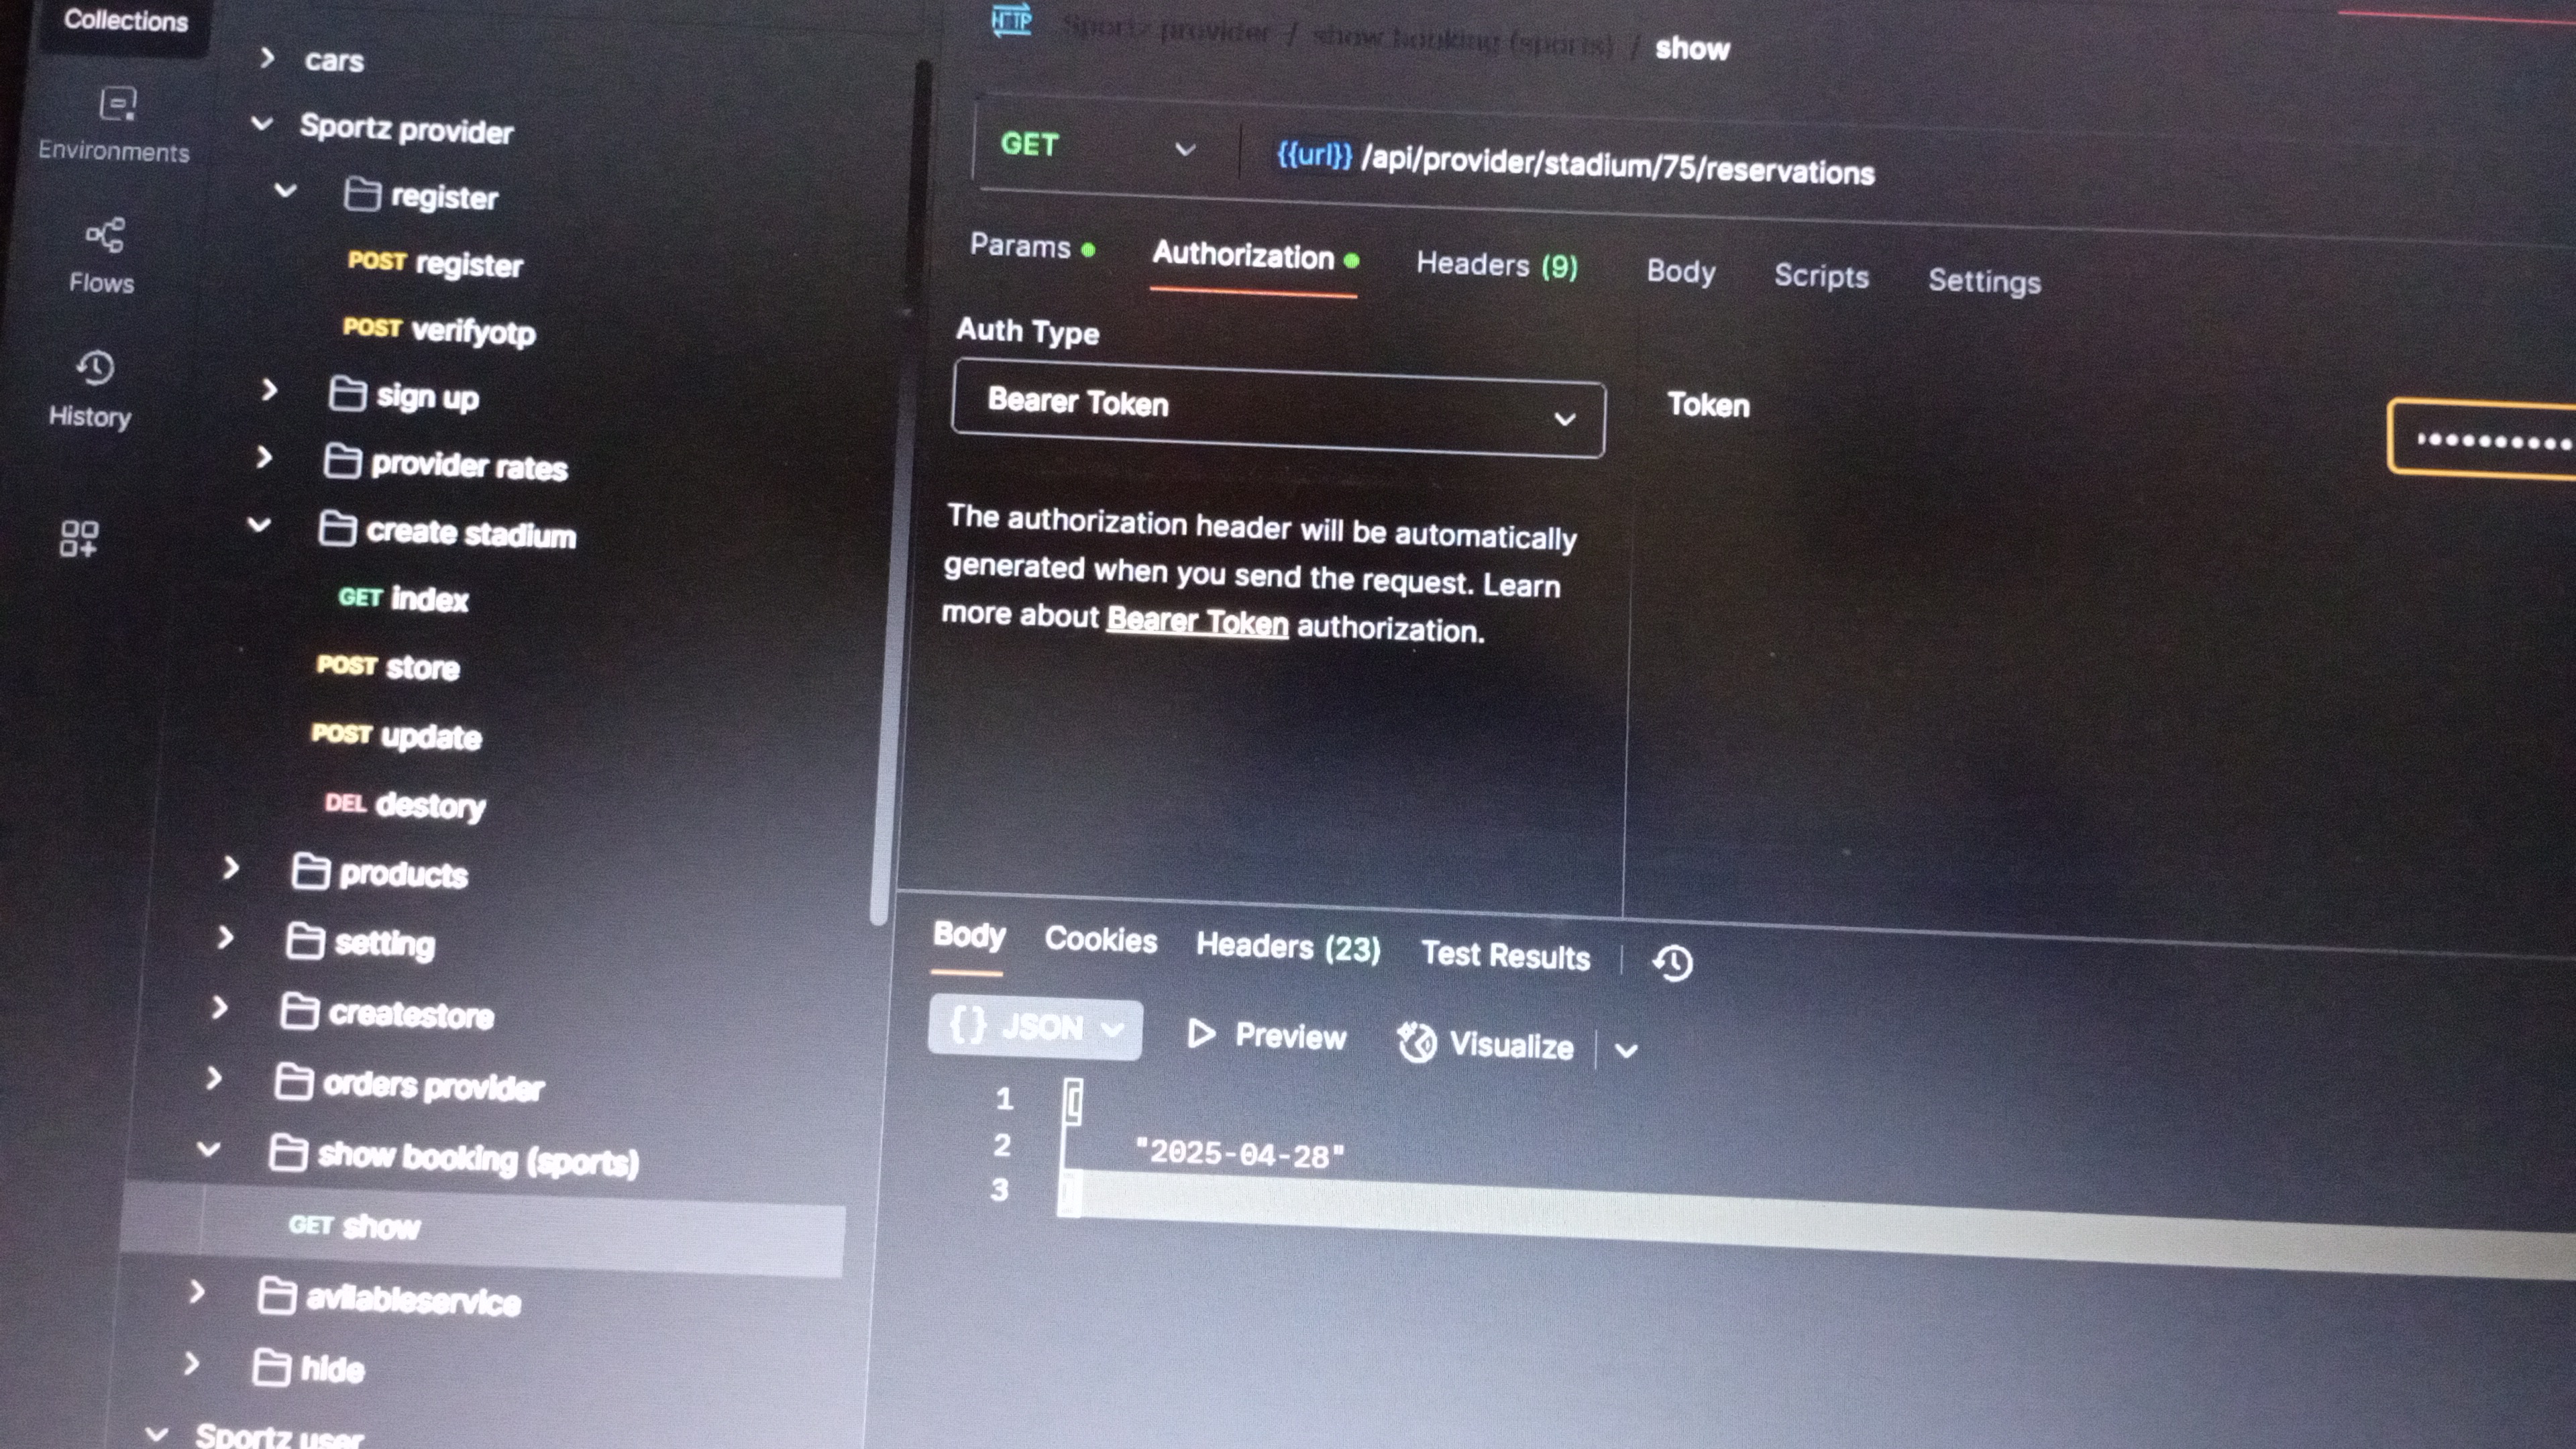 Collections
Environments
Flows
History
cars
Sportz provider
register
POST register
POST verifyotp
sign up
provider rates
create stadium
GET index
POST store
POST update
DEL destory
products
setting
createstore
orders provider
show booking (sports)
GET show
avilableservice
hide
Sportz user
HTTP Sportz provider / show booking (sports) / show
GET {{url}} /api/provider/stadium/75/reservations
Params Authorization Headers (9) Body Scripts Settings
Auth Type
Bearer Token
Token
The authorization header will be automatically
generated when you send the request. Learn
more about Bearer Token authorization.
Body Cookies Headers (23) Test Results
{} JSON Preview Visualize
1 [
2 "2025-04-28"
3 ]